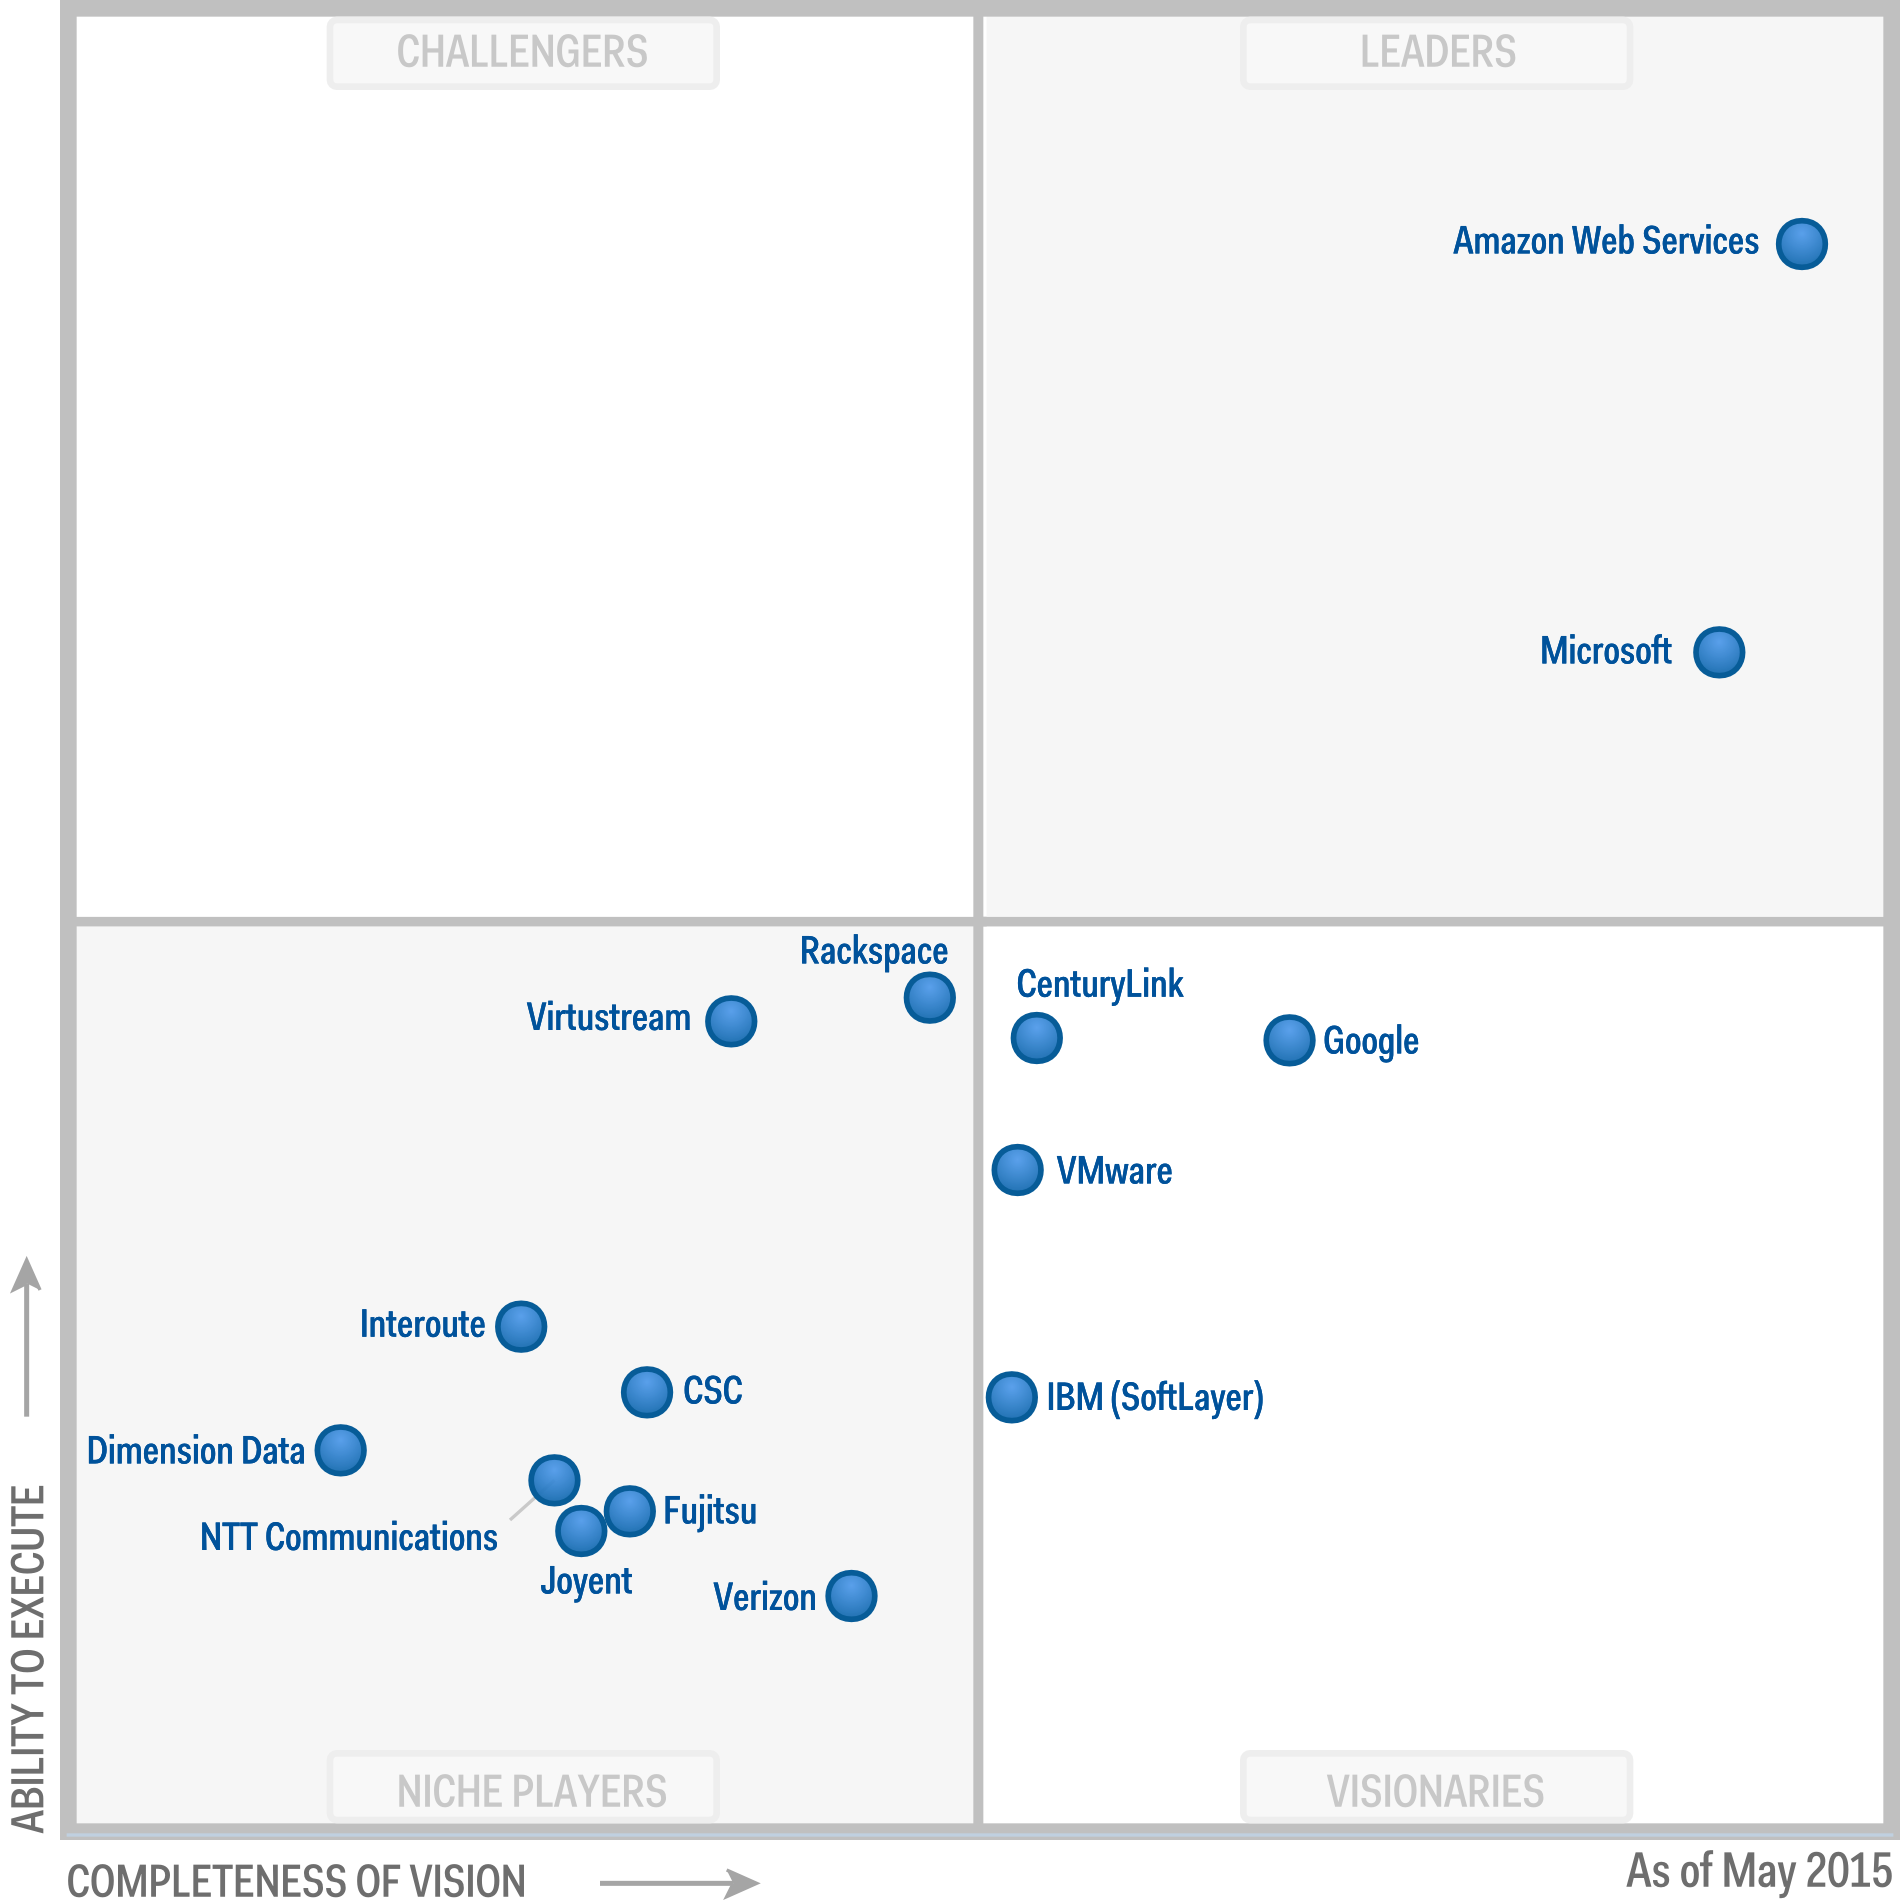 CHALLENGERS
LEADERS
Amazon Web Services
Microsoft
Rackspace
Virtustream
CenturyLink
Google
VMware
Interoute
CSC
IBM (SoftLayer)
Dimension Data
NTT Communications
Fujitsu
Joyent
Verizon
NICHE PLAYERS
VISIONARIES
ABILITY TO EXECUTE
COMPLETENESS OF VISION
As of May 2015